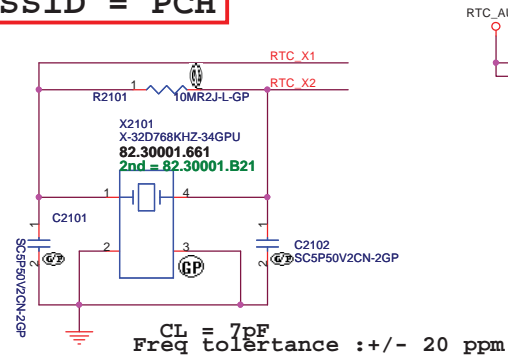 SSID = PCH
RTC_AU
RTC_X1
RTC_X2
1
R2101
10MR2J-L-GP
X2101
X-32D768KHZ-34GPU
82.30001.661
2nd = 82.30001.B21
1
4
C2101
1
2
SC5P50V2CN-2GP
2
3
GP
1
2
C2102
SC5P50V2CN-2GP
CL = 7pF
Freq tolertance :+/- 20 ppm